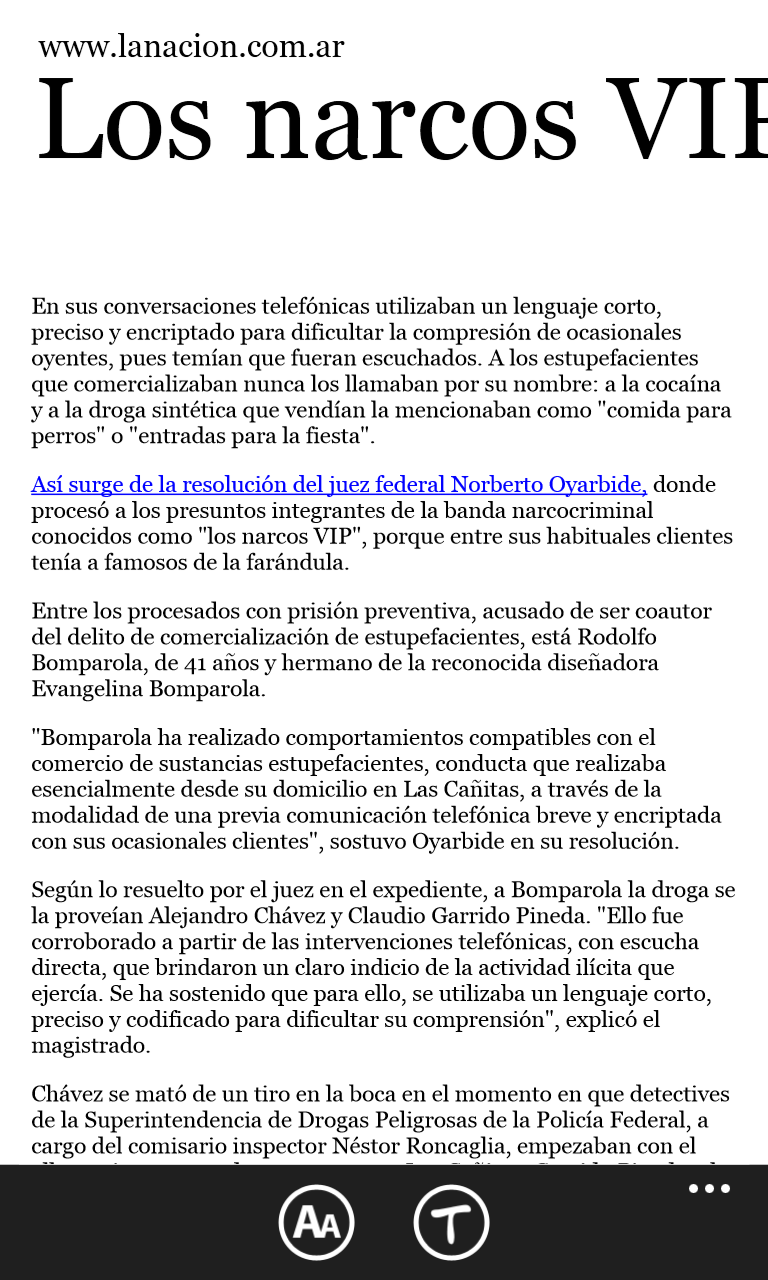 www.lanacion.com.ar
Los narcos VIP
En sus conversaciones telefónicas utilizaban un lenguaje corto,
preciso y encriptado para dificultar la compresión de ocasionales
oyentes, pues temían que fueran escuchados. A los estupefacientes
que comercializaban nunca los llamaban por su nombre: a la cocaína
y a la droga sintética que vendían la mencionaban como "comida para
perros" o "entradas para la fiesta".
Así surge de la resolución del juez federal Norberto Oyarbide, donde
procesó a los presuntos integrantes de la banda narcocriminal
conocidos como "los narcos VIP", porque entre sus habituales clientes
tenía a famosos de la farándula.
Entre los procesados con prisión preventiva, acusado de ser coautor
del delito de comercialización de estupefacientes, está Rodolfo
Bomparola, de 41 años y hermano de la reconocida diseñadora
Evangelina Bomparola.
"Bomparola ha realizado comportamientos compatibles con el
comercio de sustancias estupefacientes, conducta que realizaba
esencialmente desde su domicilio en Las Cañitas, a través de la
modalidad de una previa comunicación telefónica breve y encriptada
con sus ocasionales clientes", sostuvo Oyarbide en su resolución.
Según lo resuelto por el juez en el expediente, a Bomparola la droga se
la proveían Alejandro Chávez y Claudio Garrido Pineda. "Ello fue
corroborado a partir de las intervenciones telefónicas, con escucha
directa, que brindaron un claro indicio de la actividad ilícita que
ejercía. Se ha sostenido que para ello, se utilizaba un lenguaje corto,
preciso y codificado para dificultar su comprensión", explicó el
magistrado.
Chávez se mató de un tiro en la boca en el momento en que detectives
de la Superintendencia de Drogas Peligrosas de la Policía Federal, a
cargo del comisario inspector Néstor Roncaglia, empezaban con el
AA T